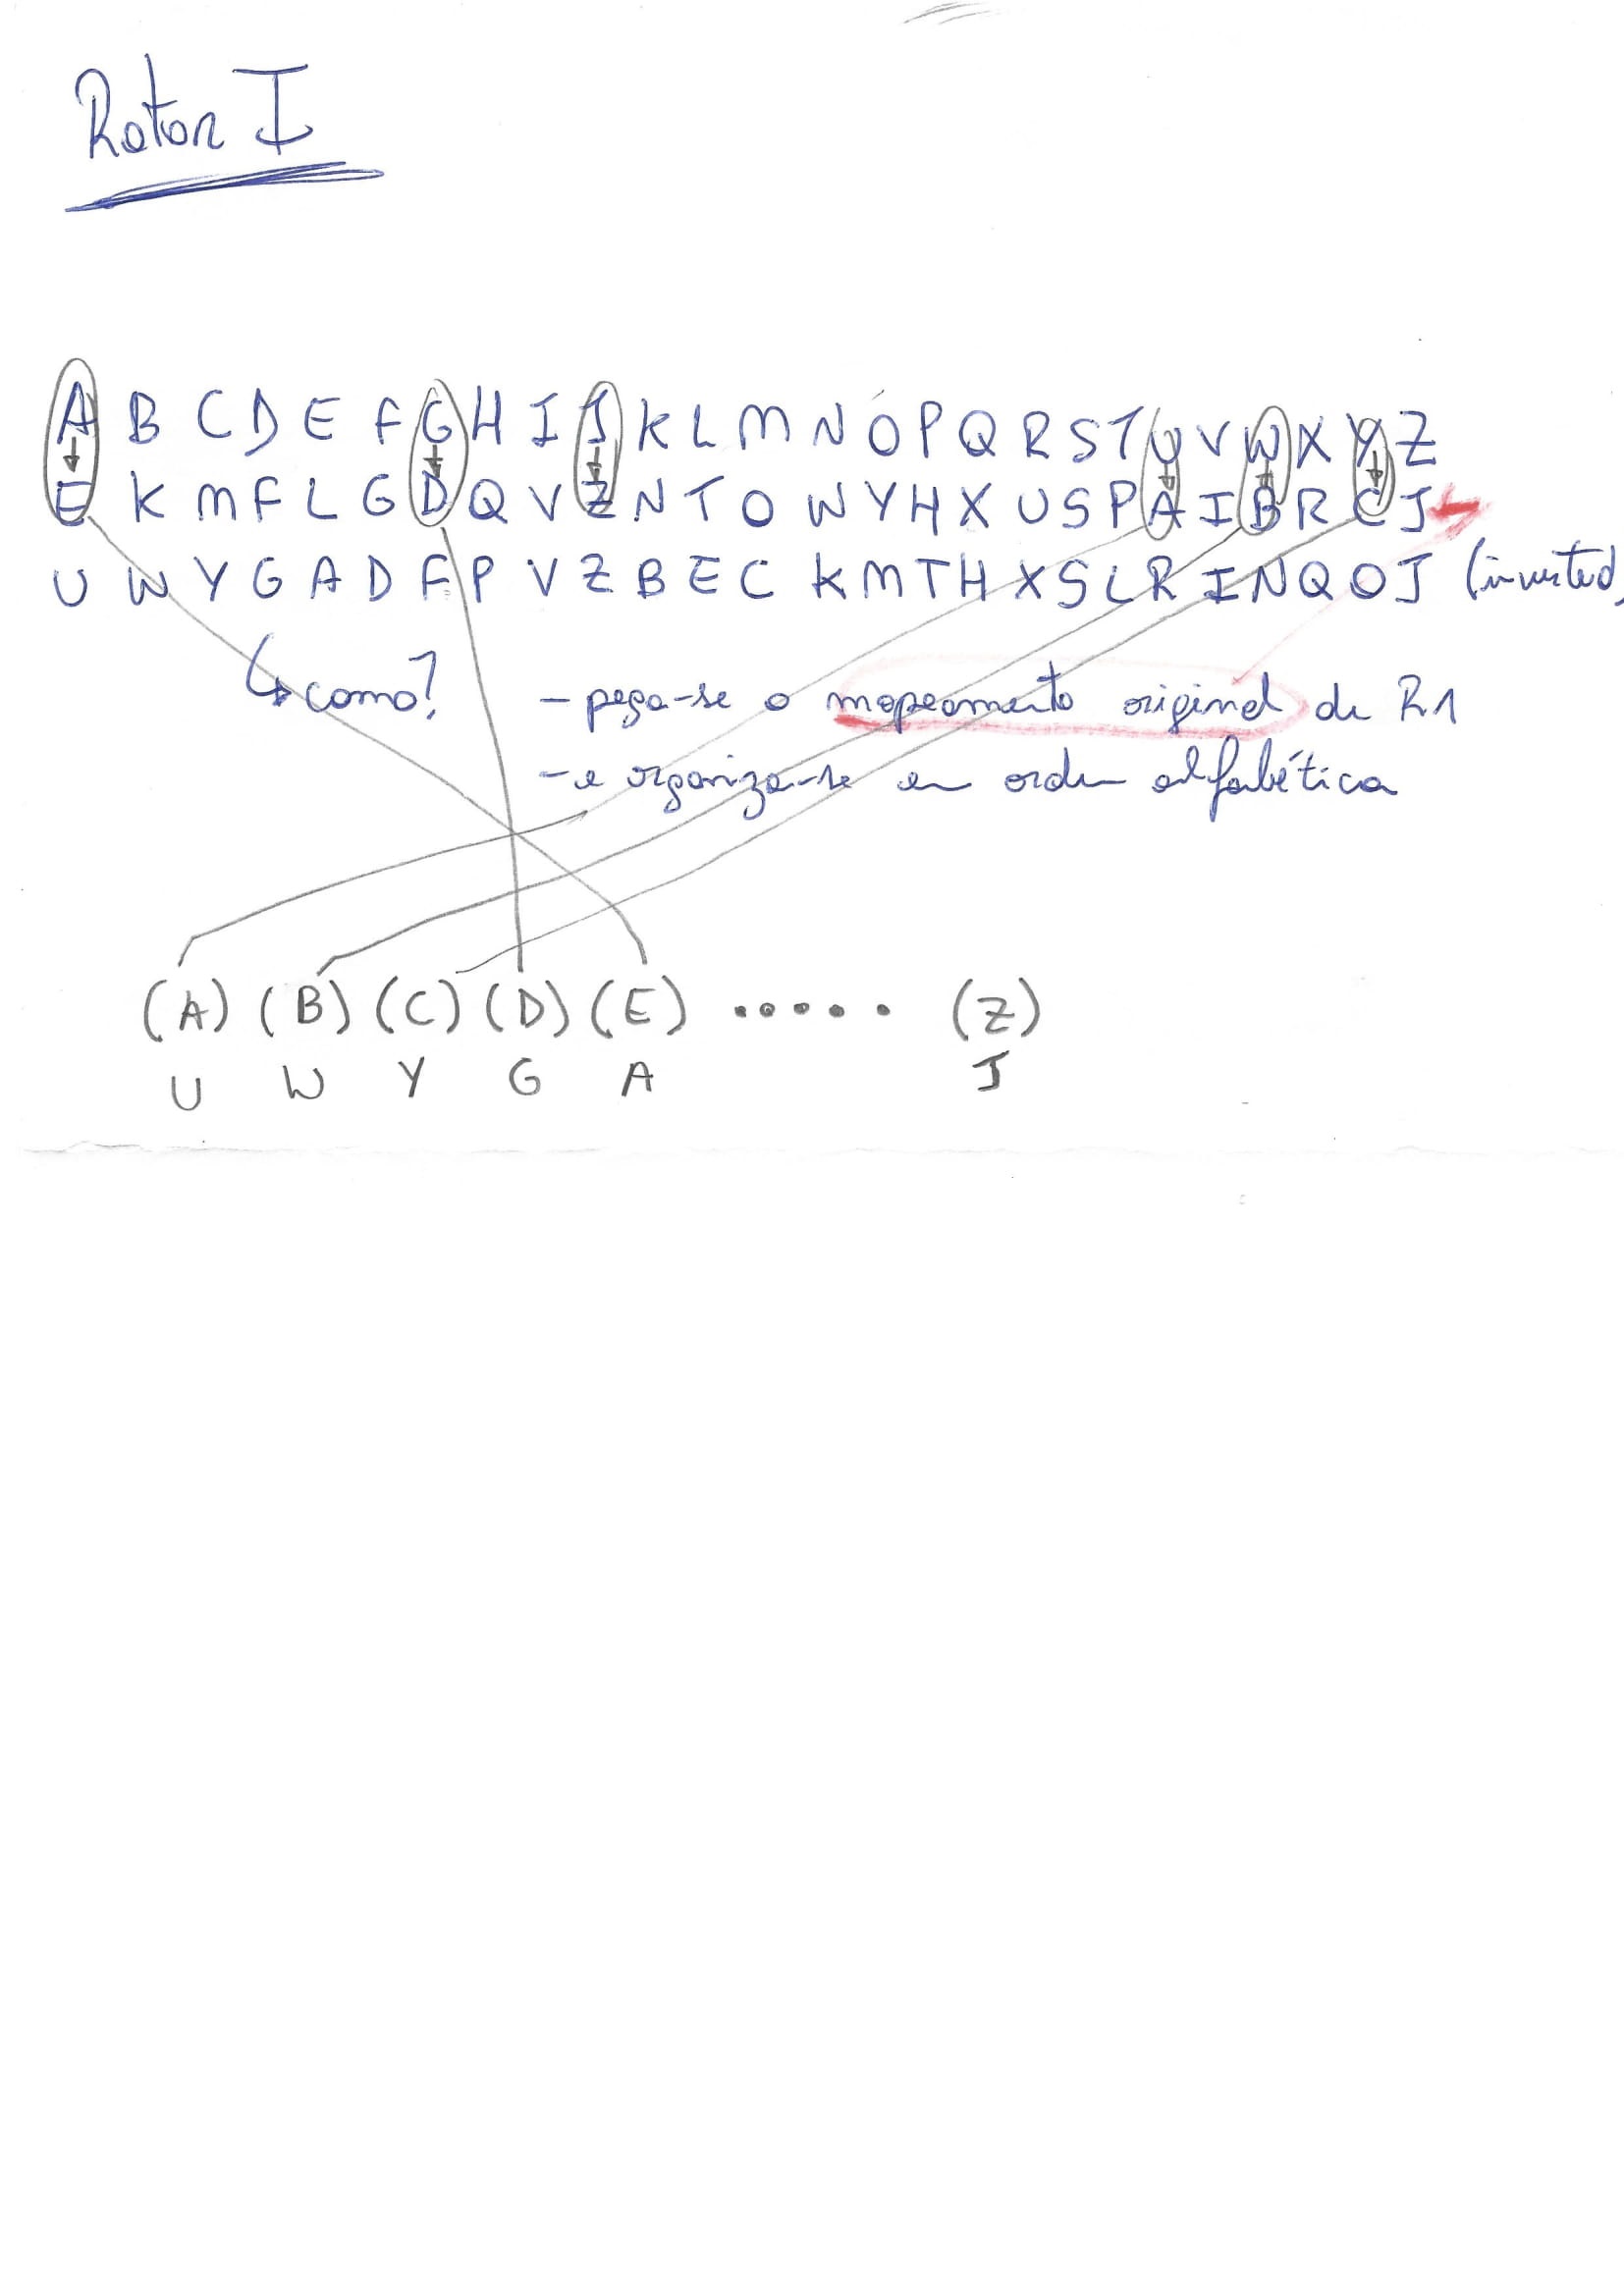 Rotor I
A B C D E F G H I J K L M N O P Q R S T U V W X Y Z
E K M F L G D Q V Z N T O W Y H X U S P A I B R C J
U W Y G A D F P V Z B E C K M T H X S L R I N Q O J (inverted)
como? - pega-se o mapeamento original de R1
- e organiza-se em ordem alfabética
(A) (B) (C) (D) (E) ..... (Z)
U W Y G A J